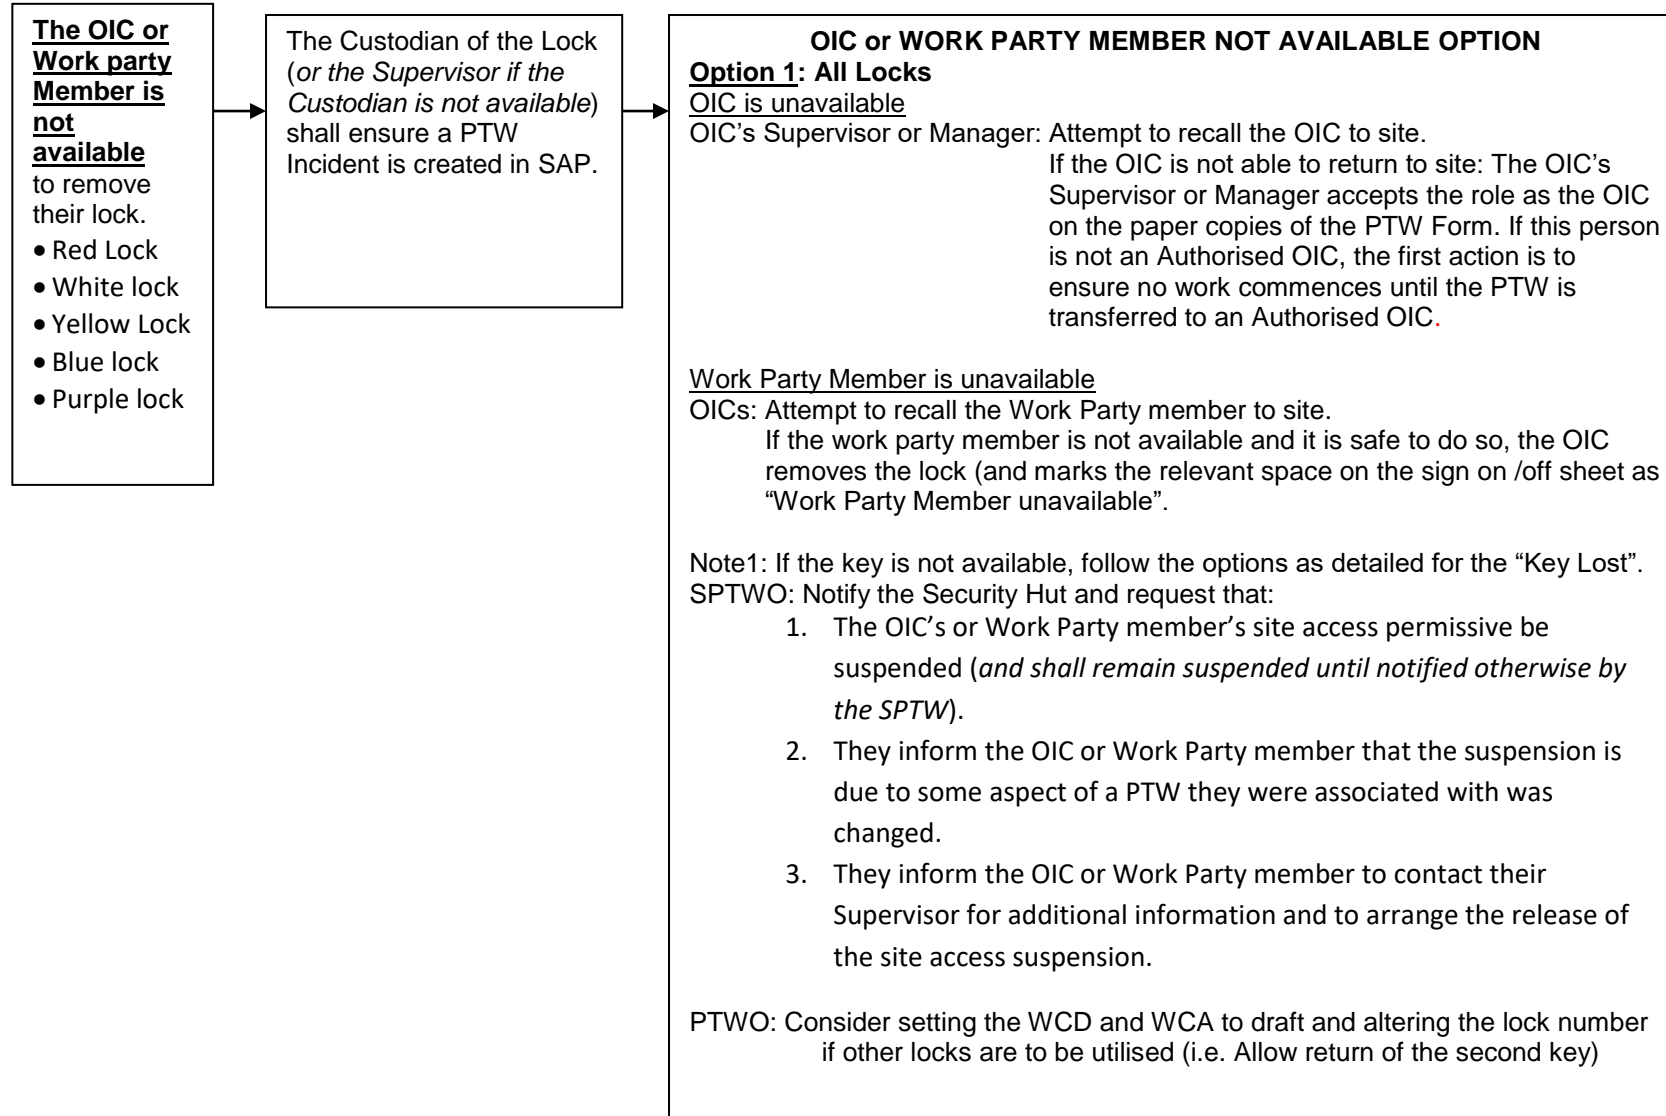 The OIC or
Work party
Member is
not
available
to remove
their lock.
• Red Lock
• White lock
• Yellow Lock
• Blue lock
• Purple lock
The Custodian of the Lock
(or the Supervisor if the
Custodian is not available)
shall ensure a PTW
Incident is created in SAP.
OIC or WORK PARTY MEMBER NOT AVAILABLE OPTION
Option 1: All Locks
OIC is unavailable
OIC's Supervisor or Manager: Attempt to recall the OIC to site.
If the OIC is not able to return to site: The OIC's
Supervisor or Manager accepts the role as the OIC
on the paper copies of the PTW Form. If this person
is not an Authorised OIC, the first action is to
ensure no work commences until the PTW is
transferred to an Authorised OIC.
Work Party Member is unavailable
OICs: Attempt to recall the Work Party member to site.
If the work party member is not available and it is safe to do so, the OIC
removes the lock (and marks the relevant space on the sign on /off sheet as
“Work Party Member unavailable”.
Note1: If the key is not available, follow the options as detailed for the “Key Lost”.
SPTWO: Notify the Security Hut and request that:
1. The OIC's or Work Party member's site access permissive be
suspended (and shall remain suspended until notified otherwise by
the SPTW).
2. They inform the OIC or Work Party member that the suspension is
due to some aspect of a PTW they were associated with was
changed.
3. They inform the OIC or Work Party member to contact their
Supervisor for additional information and to arrange the release of
the site access suspension.
PTWO: Consider setting the WCD and WCA to draft and altering the lock number
if other locks are to be utilised (i.e. Allow return of the second key)